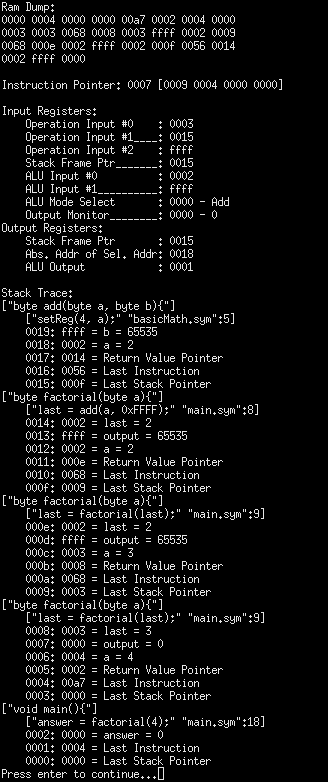 Ram Dump:
0000 0004 0000 0000 00a7 0002 0004 0000
0003 0003 0068 0008 0003 ffff 0002 0009
0068 000e 0002 ffff 0002 000f 0056 0014
0002 ffff 0000
Instruction Pointer: 0007 [0009 0004 0000 0000]
Input Registers:
Operation Input #0 : 0003
Operation Input #1____: 0015
Operation Input #2 : ffff
Stack Frame Ptr_______: 0015
ALU Input #0 : 0002
ALU Input #1__________: ffff
ALU Mode Select : 0000 - Add
Output Monitor________: 0000 - 0
Output Registers:
Stack Frame Ptr : 0015
Abs. Addr of Sel. Addr: 0018
ALU Output : 0001
Stack Trace:
["byte add(byte a, byte b){"]
["setReg(4, a);" "basicMath.sym":5]
0019: ffff = b = 65535
0018: 0002 = a = 2
0017: 0014 = Return Value Pointer
0016: 0056 = Last Instruction
0015: 000f = Last Stack Pointer
["byte factorial(byte a){"]
["last = add(a, 0xFFFF);" "main.sym":8]
0014: 0002 = last = 2
0013: ffff = output = 65535
0012: 0002 = a = 2
0011: 000e = Return Value Pointer
0010: 0068 = Last Instruction
000f: 0009 = Last Stack Pointer
["byte factorial(byte a){"]
["last = factorial(last);" "main.sym":9]
000e: 0002 = last = 2
000d: ffff = output = 65535
000c: 0003 = a = 3
000b: 0008 = Return Value Pointer
000a: 0068 = Last Instruction
0009: 0003 = Last Stack Pointer
["byte factorial(byte a){"]
["last = factorial(last);" "main.sym":9]
0008: 0003 = last = 3
0007: 0000 = output = 0
0006: 0004 = a = 4
0005: 0002 = Return Value Pointer
0004: 00a7 = Last Instruction
0003: 0000 = Last Stack Pointer
["void main(){"]
["answer = factorial(4);" "main.sym":18]
0002: 0000 = answer = 0
0001: 0004 = Last Instruction
0000: 0000 = Last Stack Pointer
Press enter to continue...